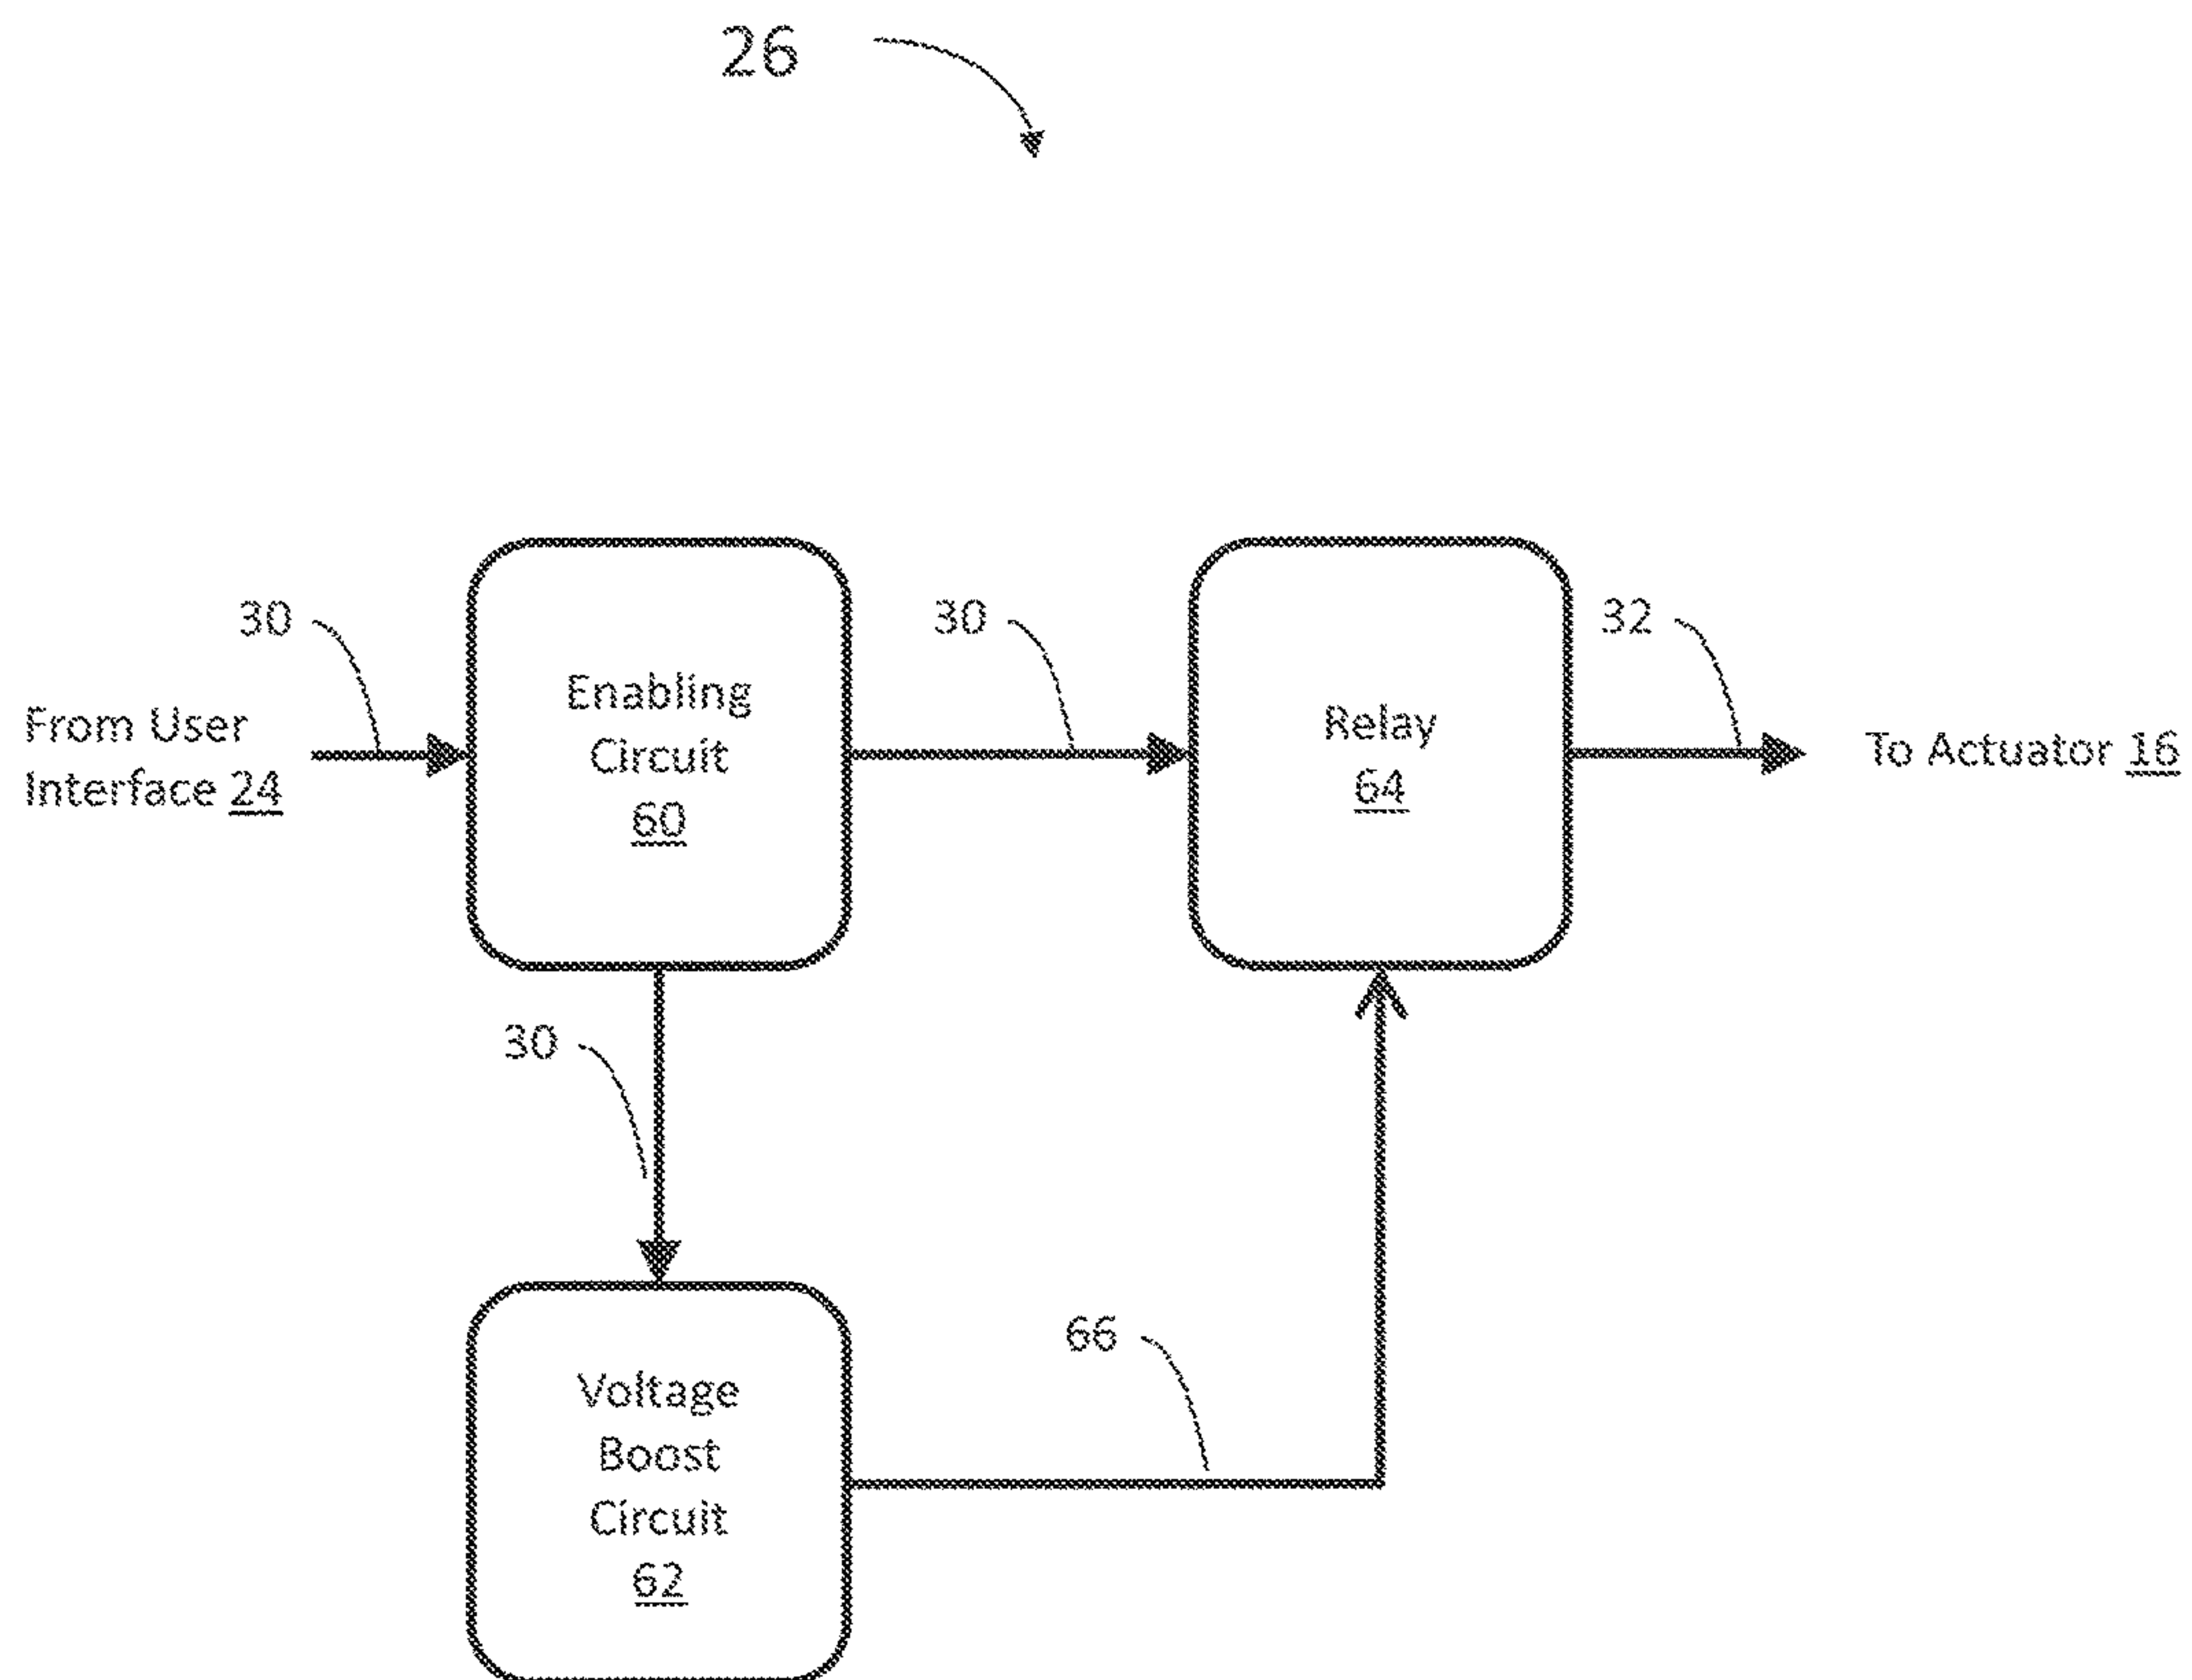 26
30
30
32
From User
Interface 24
Enabling
Circuit
60
Relay
64
To Actuator 16
30
66
Voltage
Boost
Circuit
62